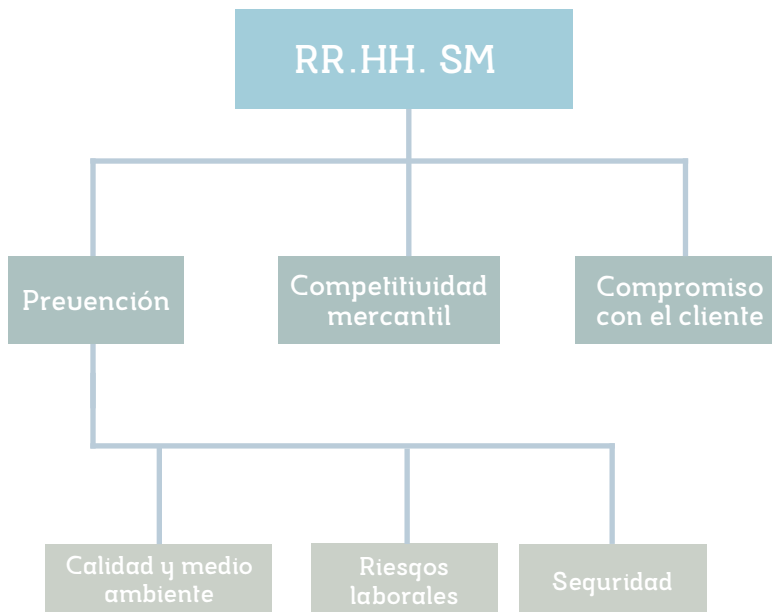 RR.HH. SM
Prevención
Competitividad
mercantil
Compromiso
con el cliente
Calidad y medio
ambiente
Riesgos
laborales
Seguridad